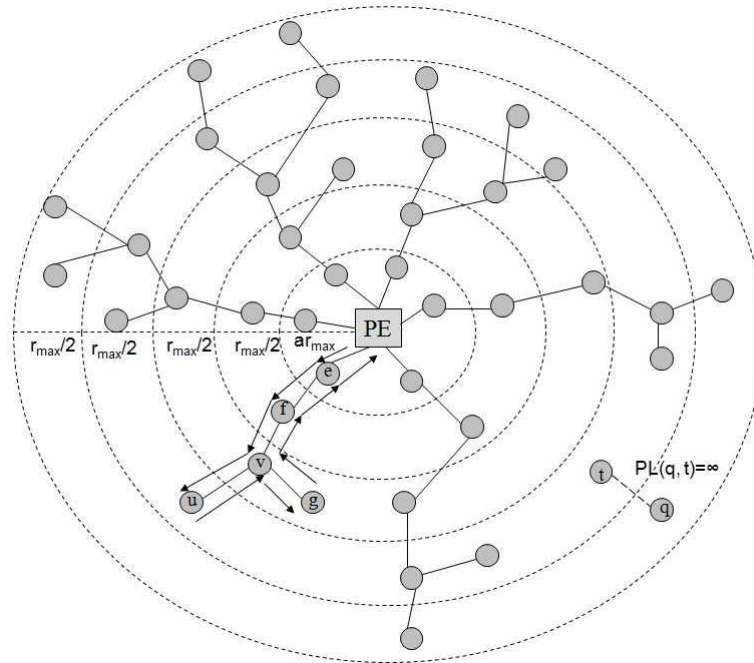 PE
r_max/2 r_max/2 r_max/2 r_max/2 ar_max
e
f
v
u g
t PL(q, t)=∞
q